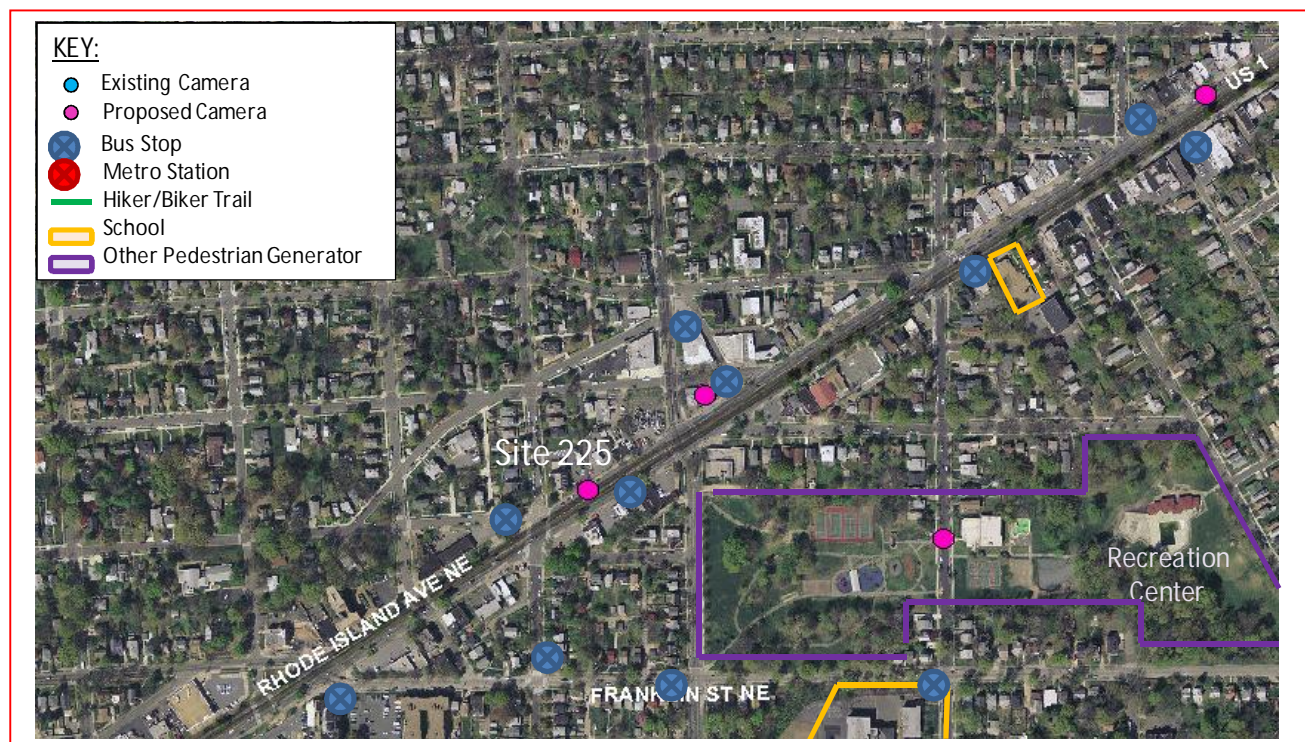 KEY:
Existing Camera
Proposed Camera
Bus Stop
Metro Station
Hiker/Biker Trail
School
Other Pedestrian Generator
US 1
Site 225
Recreation
Center
RHODE ISLAND AVE NE
FRANKLIN ST NE